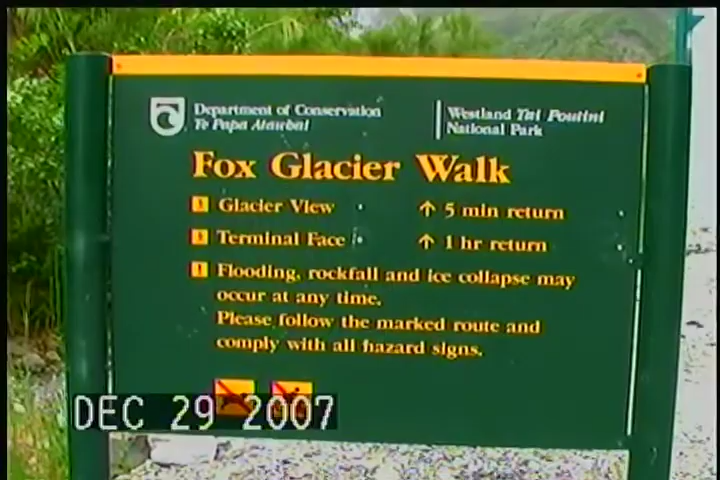 Department of Conservation
Te Papa Atawhai
Westland Tai Poutini
National Park
Fox Glacier Walk
Glacier View ↑ 5 min return
Terminal Face ↑ 1 hr return
! Flooding, rockfall and ice collapse may
occur at any time.
Please follow the marked route and
comply with all hazard signs.
DEC 29 2007